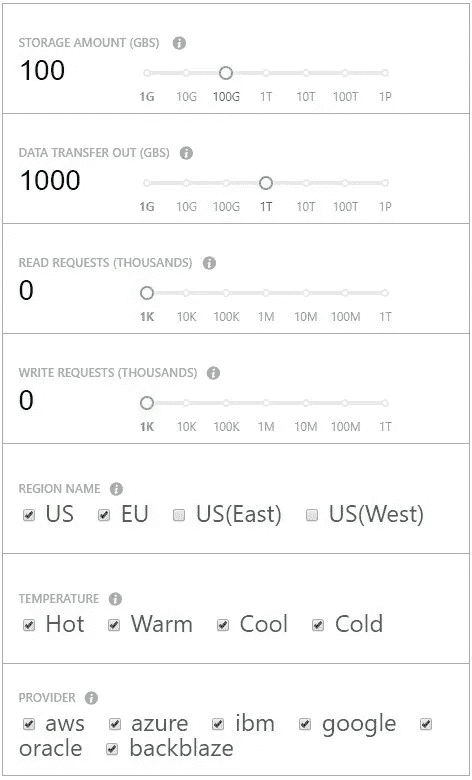 STORAGE AMOUNT (GBS)
100
1G 10G 100G 1T 10T 100T 1P
DATA TRANSFER OUT (GBS)
1000
1G 10G 100G 1T 10T 100T 1P
READ REQUESTS (THOUSANDS)
0
1K 10K 100K 1M 10M 100M 1T
WRITE REQUESTS (THOUSANDS)
0
1K 10K 100K 1M 10M 100M 1T
REGION NAME
US EU US(East) US(West)
TEMPERATURE
Hot Warm Cool Cold
PROVIDER
aws azure ibm google
oracle backblaze